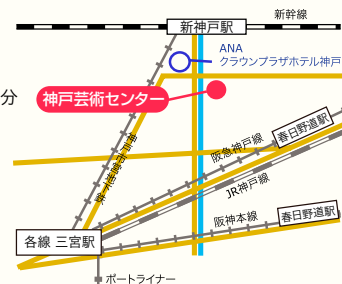 新幹線
新神戸駅
ANA
クラウンプラザホテル神戸
分
神戸芸術センター
神戸市営地下鉄
春日野道駅
阪急神戸線
JR神戸線
春日野道駅
阪神本線
各線 三宮駅
ポートライナー